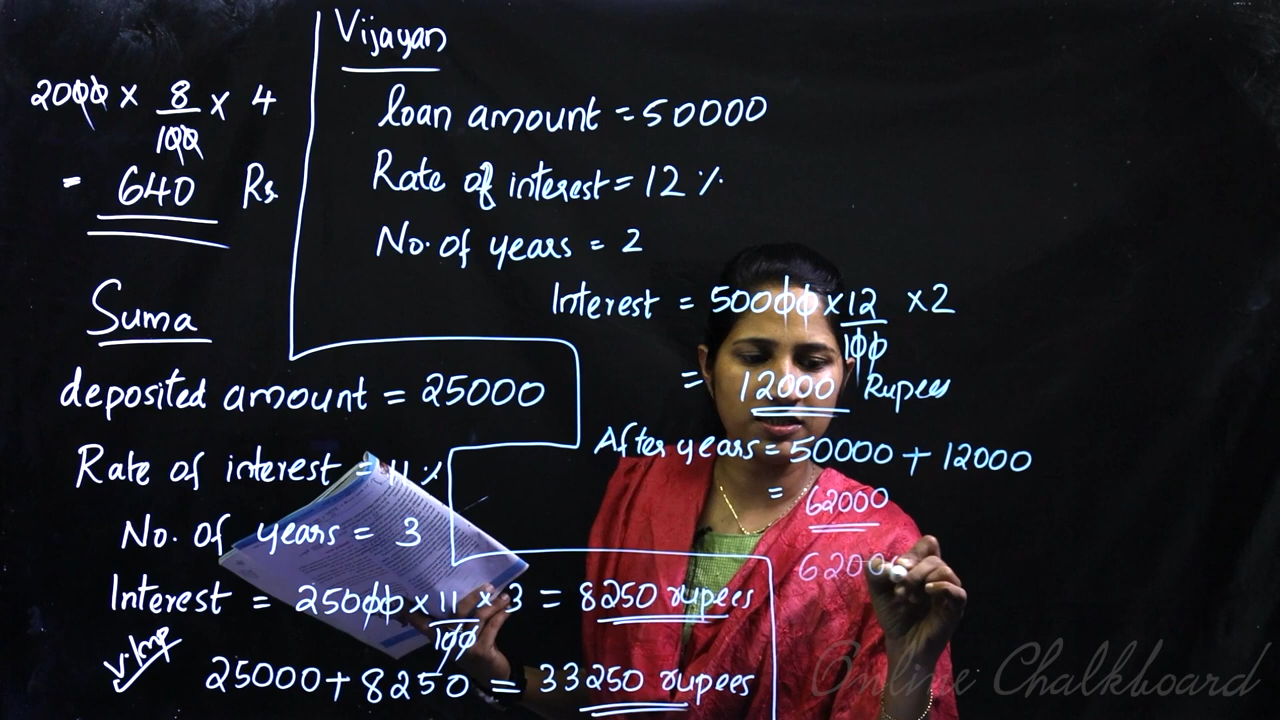 2000 × 8/100 × 4
= 640 Rs.
Suma
deposited amount = 25000
Rate of interest = 11 %
No. of years = 3
Interest = 25000 × 11/100 × 3 = 8250 rupees
V.Imp
25000 + 8250 = 33250 rupees
Vijayan
loan amount = 50000
Rate of interest = 12 %
No. of years = 2
Interest = 50000 × 12/100 × 2
= 12000 Rupees
After years = 50000 + 12000
= 62000
6200
Online Chalkboard